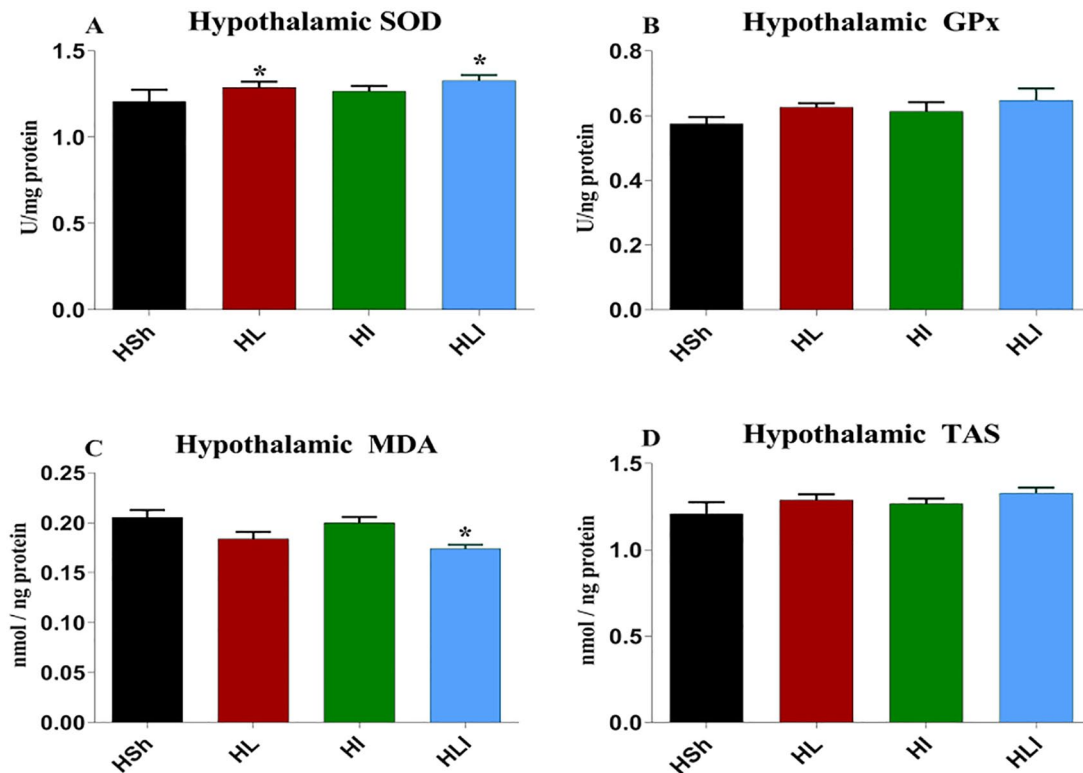 A Hypothalamic SOD
U/mg protein
1.5
1.0
0.5
0.0
* *
HSh HL HI HLI
B Hypothalamic GPx
U/ng protein
0.8
0.6
0.4
0.2
0.0
HSh HL HI HLI
C Hypothalamic MDA
nmol / ng protein
0.25
0.20
0.15
0.10
0.05
0.00
*
HSh HL HI HLI
D Hypothalamic TAS
nmol / ng protein
1.5
1.0
0.5
0.0
HSh HL HI HLI